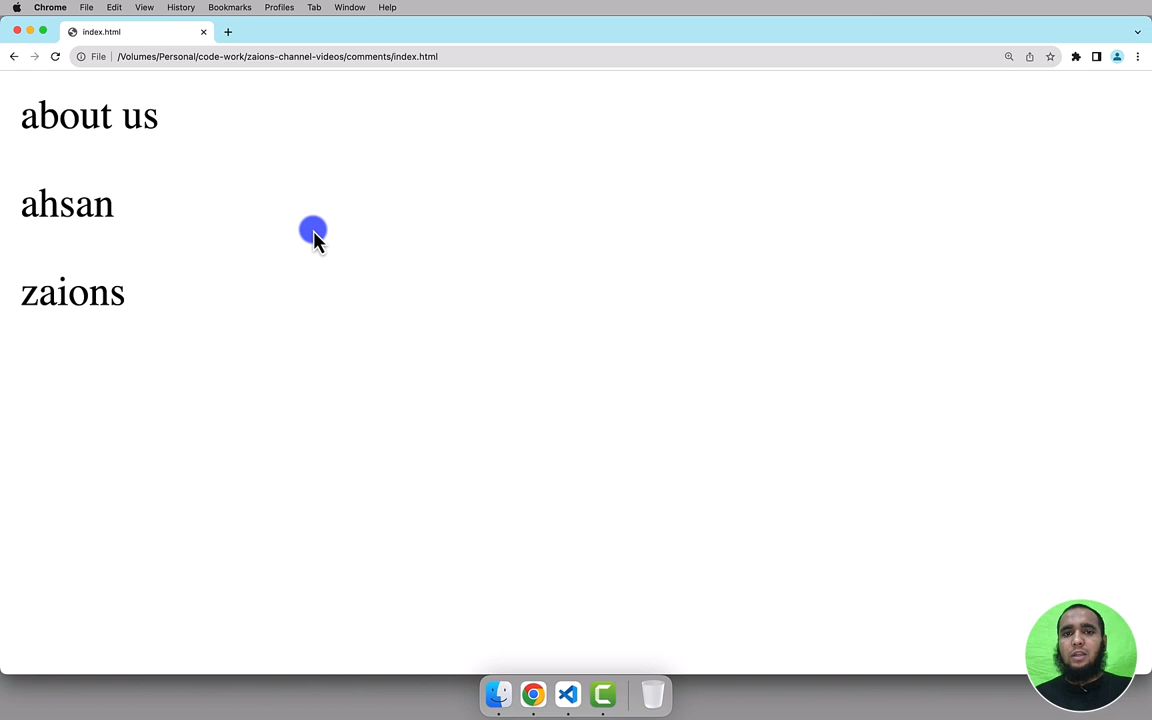 Chrome File Edit View History Bookmarks Profiles Tab Window Help
index.html
File /Volumes/Personal/code-work/zaions-channel-videos/comments/index.html
about us
ahsan
zaions